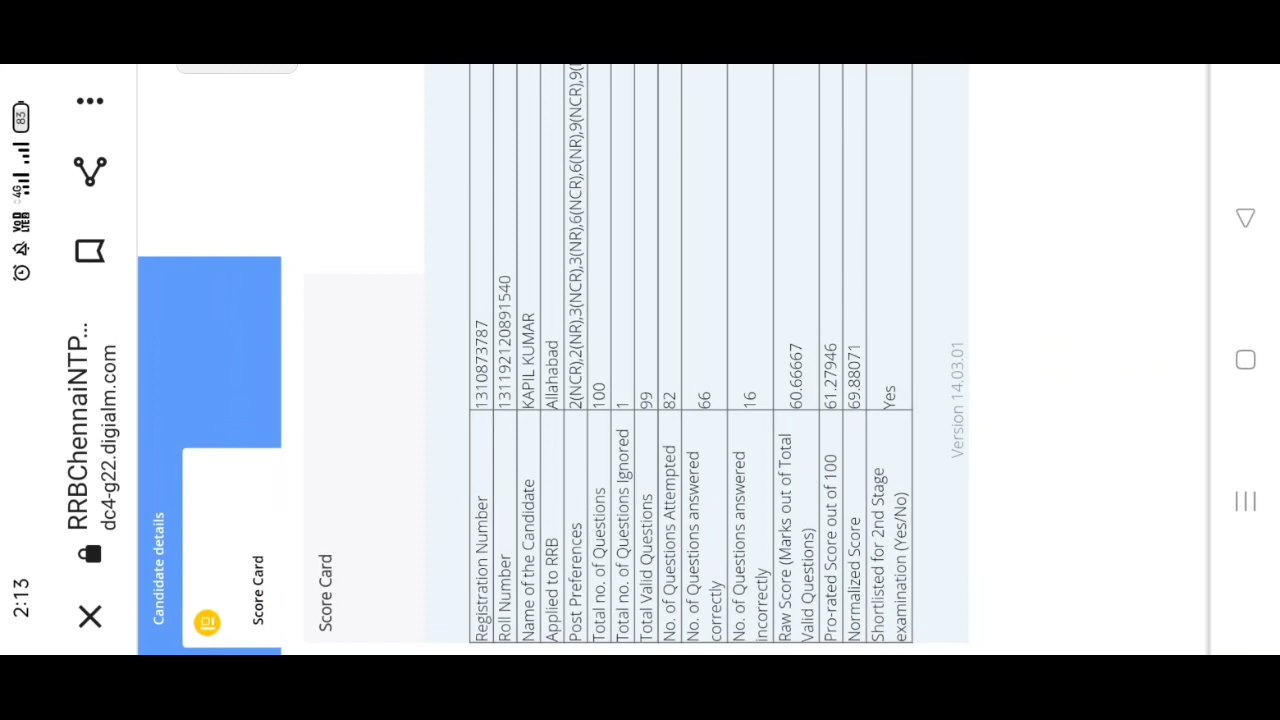 2:13
VoD LTE 4G 83
RRBChennaiNTP...
dc4-g22.digialm.com
Candidate details
Score Card
Score Card
Registration Number 1310873787
Roll Number 131192120891540
Name of the Candidate KAPIL KUMAR
Applied to RRB Allahabad
Post Preferences 2(NCR),2(NR),3(NCR),3(NR),6(NCR),6(NR),9(NCR),9(
Total no. of Questions 100
Total no. of Questions Ignored 1
Total Valid Questions 99
No. of Questions Attempted 82
No. of Questions answered
correctly 66
No. of Questions answered
incorrectly 16
Raw Score (Marks out of Total
Valid Questions) 60.66667
Pro-rated Score out of 100 61.27946
Normalized Score 69.88071
Shortlisted for 2nd Stage
examination (Yes/No) Yes
Version 14.03.01